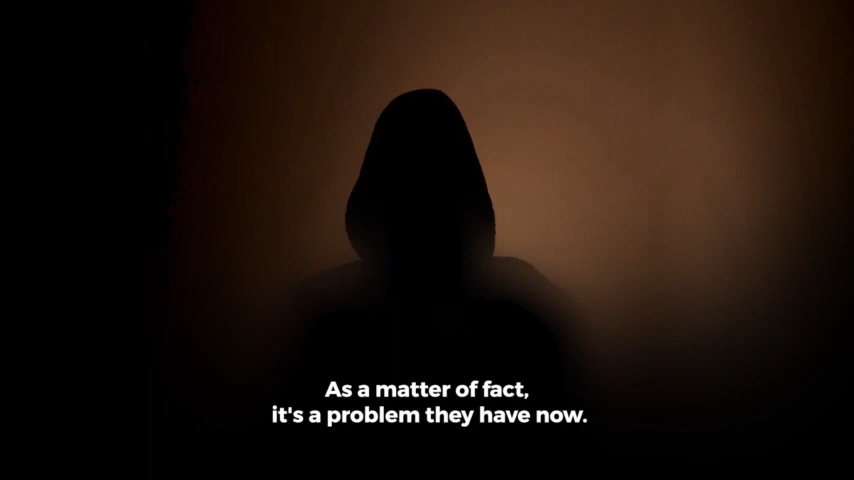 As a matter of fact,
it's a problem they have now.